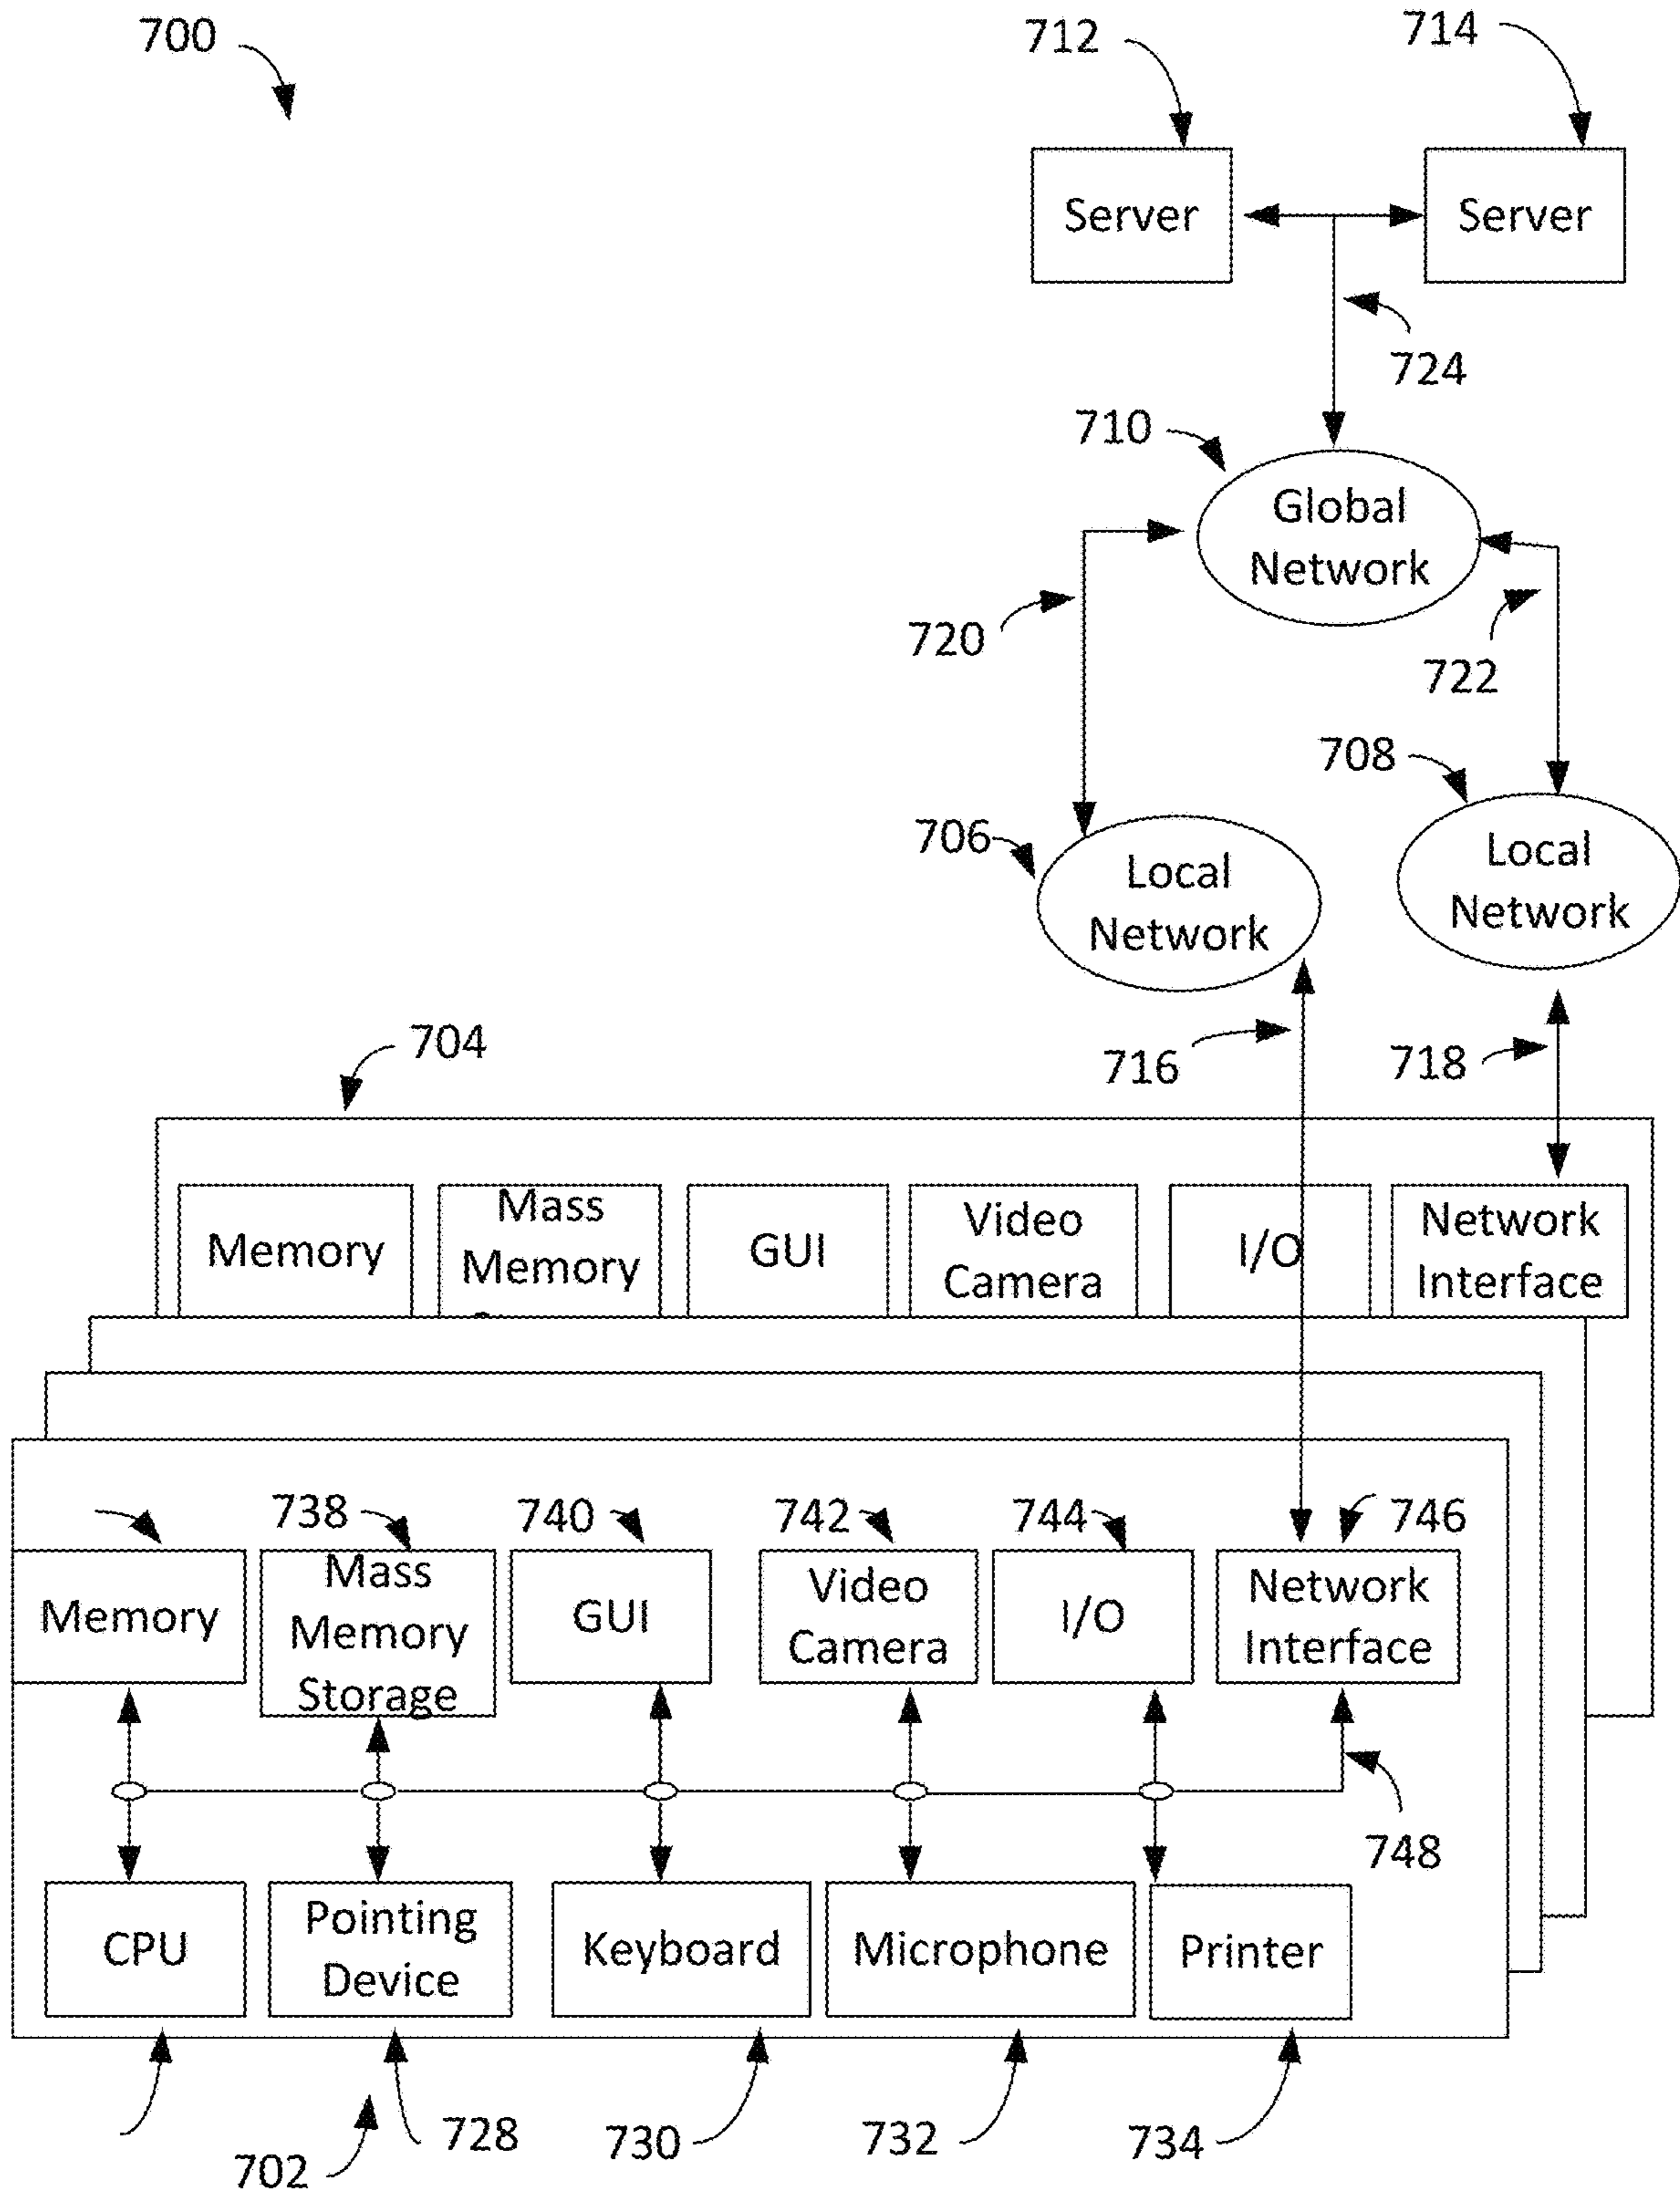 700
712
714
Server
Server
724
710
Global
Network
720
722
708
706
Local
Network
Local
Network
704
716
718
Memory
Mass
Memory
GUI
Video
Camera
I/O
Network
Interface
738
740
742
744
746
Memory
Mass
Memory
Storage
GUI
Video
Camera
I/O
Network
Interface
748
CPU
Pointing
Device
Keyboard
Microphone
Printer
702
728
730
732
734